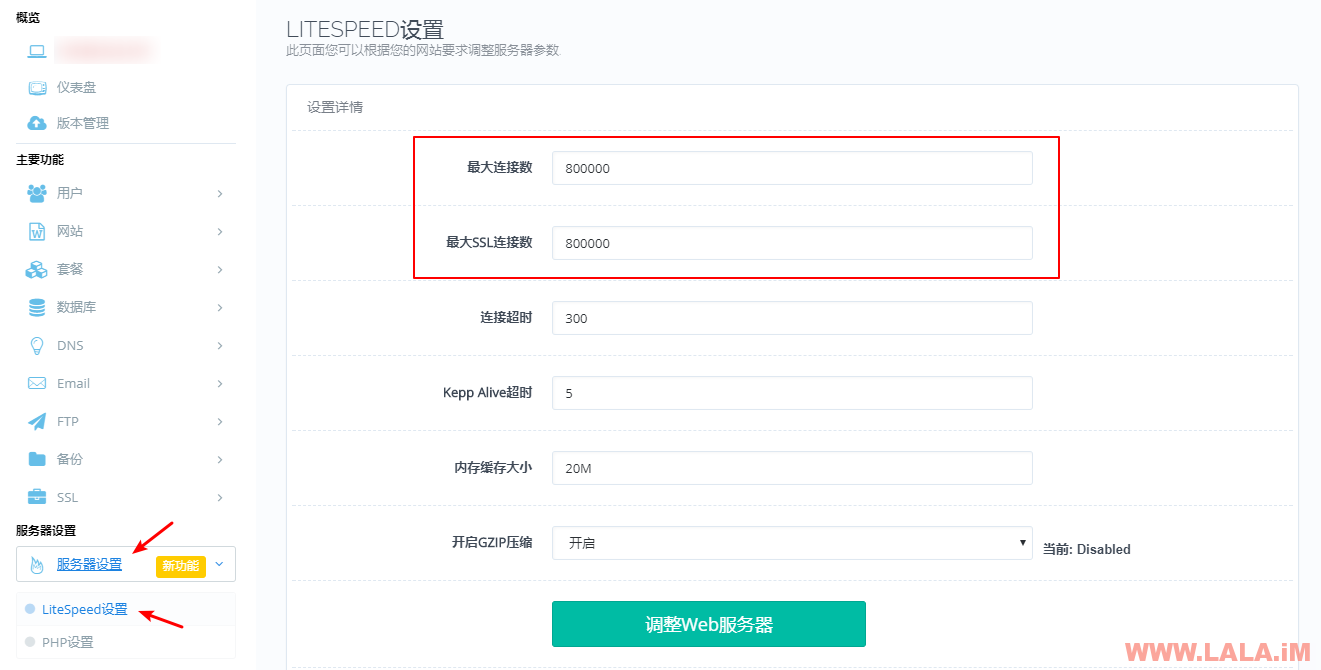 概览
仪表盘
版本管理
主要功能
用户
网站
套餐
数据库
DNS
Email
FTP
备份
SSL
服务器设置
服务器设置 新功能
LiteSpeed设置
PHP设置
LITESPEED设置
此页面您可以根据您的网站要求调整服务器参数.
设置详情
最大连接数 800000
最大SSL连接数 800000
连接超时 300
Kepp Alive超时 5
内存缓存大小 20M
开启GZIP压缩 开启 当前: Disabled
调整Web服务器
WWW.LALA.iM